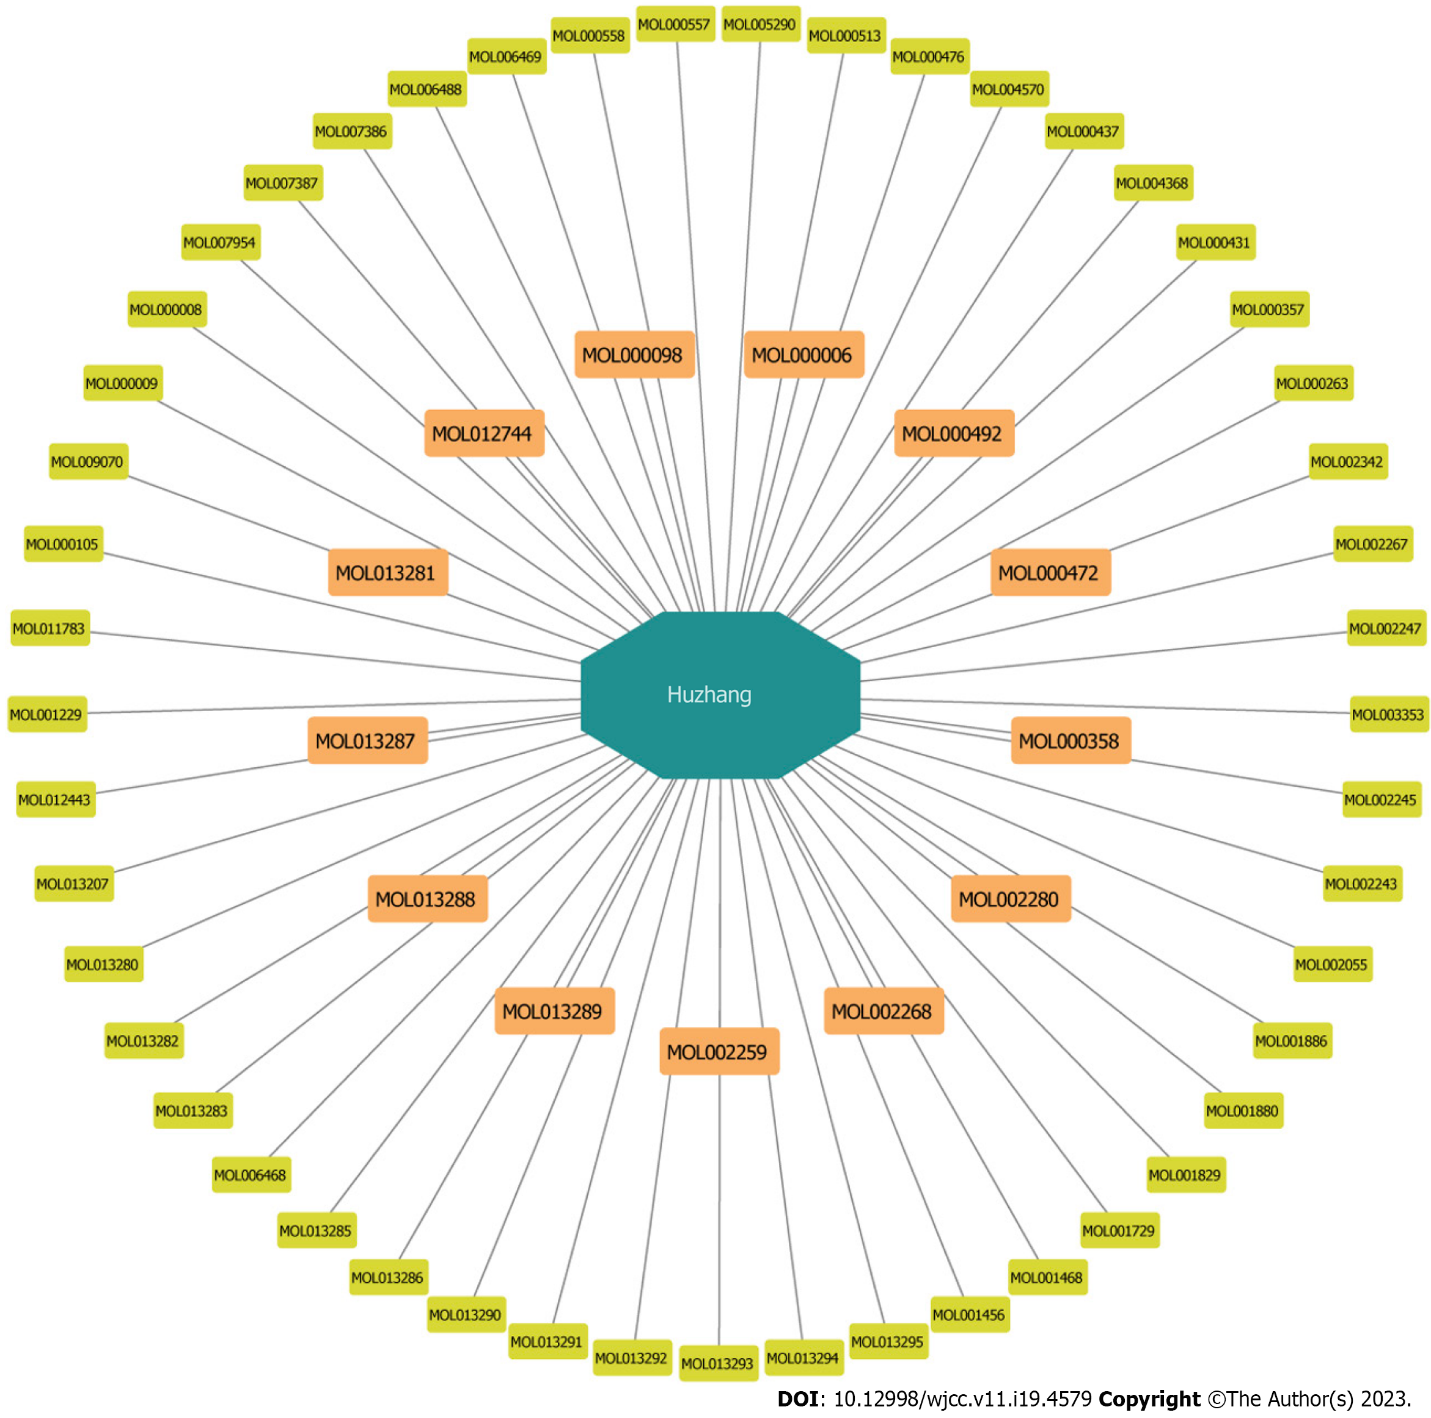 MOL000557
MOL005290
MOL000558
MOL000513
MOL006469
MOL000476
MOL006488
MOL004570
MOL007386
MOL000437
MOL007387
MOL004368
MOL007954
MOL000431
MOL000008
MOL000357
MOL000098
MOL000006
MOL000009
MOL000263
MOL012744
MOL000492
MOL009070
MOL002342
MOL000105
MOL002267
MOL013281
MOL000472
MOL011783
MOL002247
Huzhang
MOL001229
MOL003353
MOL013287
MOL000358
MOL012443
MOL002245
MOL013207
MOL002243
MOL013288
MOL002280
MOL013280
MOL002055
MOL013289
MOL002268
MOL013282
MOL001886
MOL002259
MOL013283
MOL001880
MOL006468
MOL001829
MOL013285
MOL001729
MOL013286
MOL001468
MOL013290
MOL001456
MOL013291
MOL013295
MOL013292
MOL013293
MOL013294
DOI: 10.12998/wjcc.v11.i19.4579 Copyright ©The Author(s) 2023.